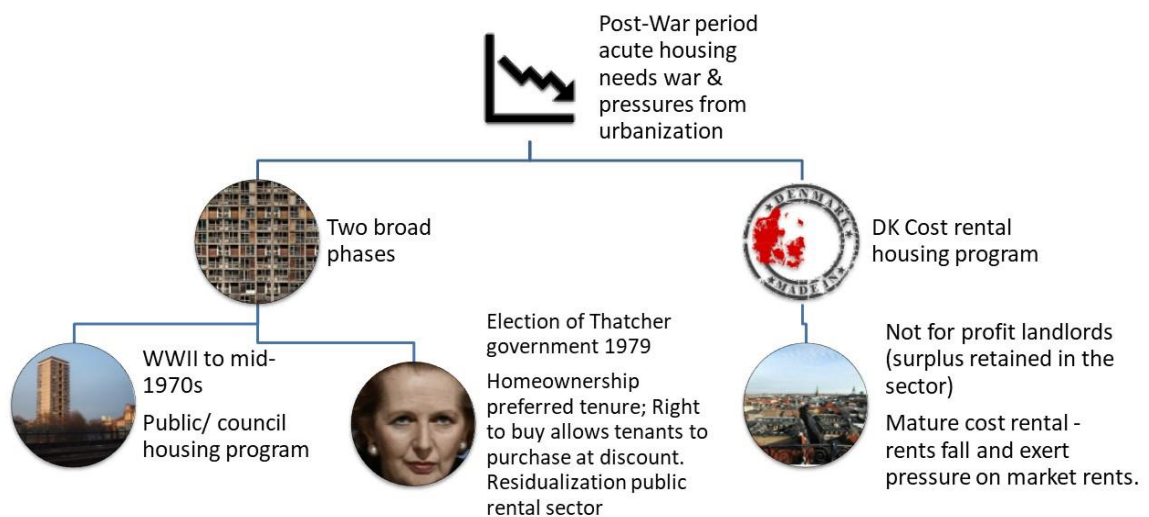 Post-War period
acute housing
needs war &
pressures from
urbanization
Two broad
phases
DENMARK
MADE IN
DK Cost rental
housing program
WWII to mid-
1970s
Public/ council
housing program
Election of Thatcher
government 1979
Homeownership
preferred tenure; Right
to buy allows tenants to
purchase at discount.
Residualization public
rental sector
Not for profit landlords
(surplus retained in the
sector)
Mature cost rental -
rents fall and exert
pressure on market rents.